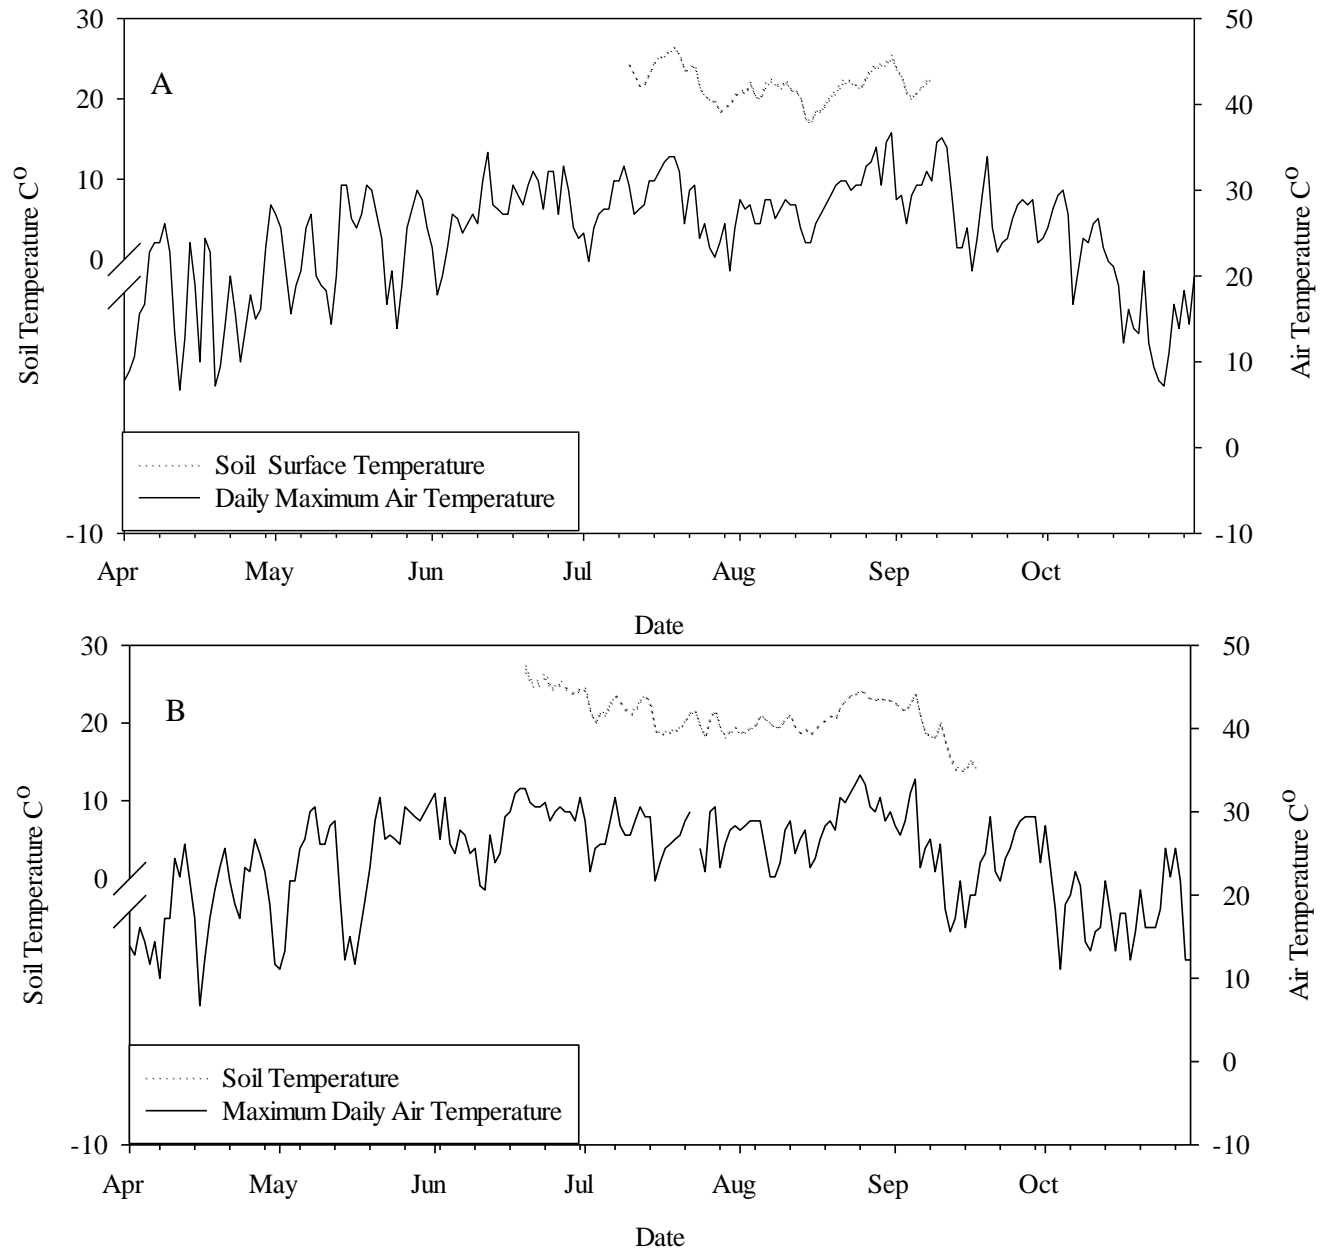 30
20
10
0
-10
Soil Temperature C^O
A
50
40
30
20
10
0
-10
Air Temperature C^O
Soil Surface Temperature
Daily Maximum Air Temperature
Apr May Jun Jul Aug Sep Oct
Date
30
20
10
0
-10
Soil Temperature C^O
B
50
40
30
20
10
0
-10
Air Temperature C^O
Soil Temperature
Maximum Daily Air Temperature
Apr May Jun Jul Aug Sep Oct
Date